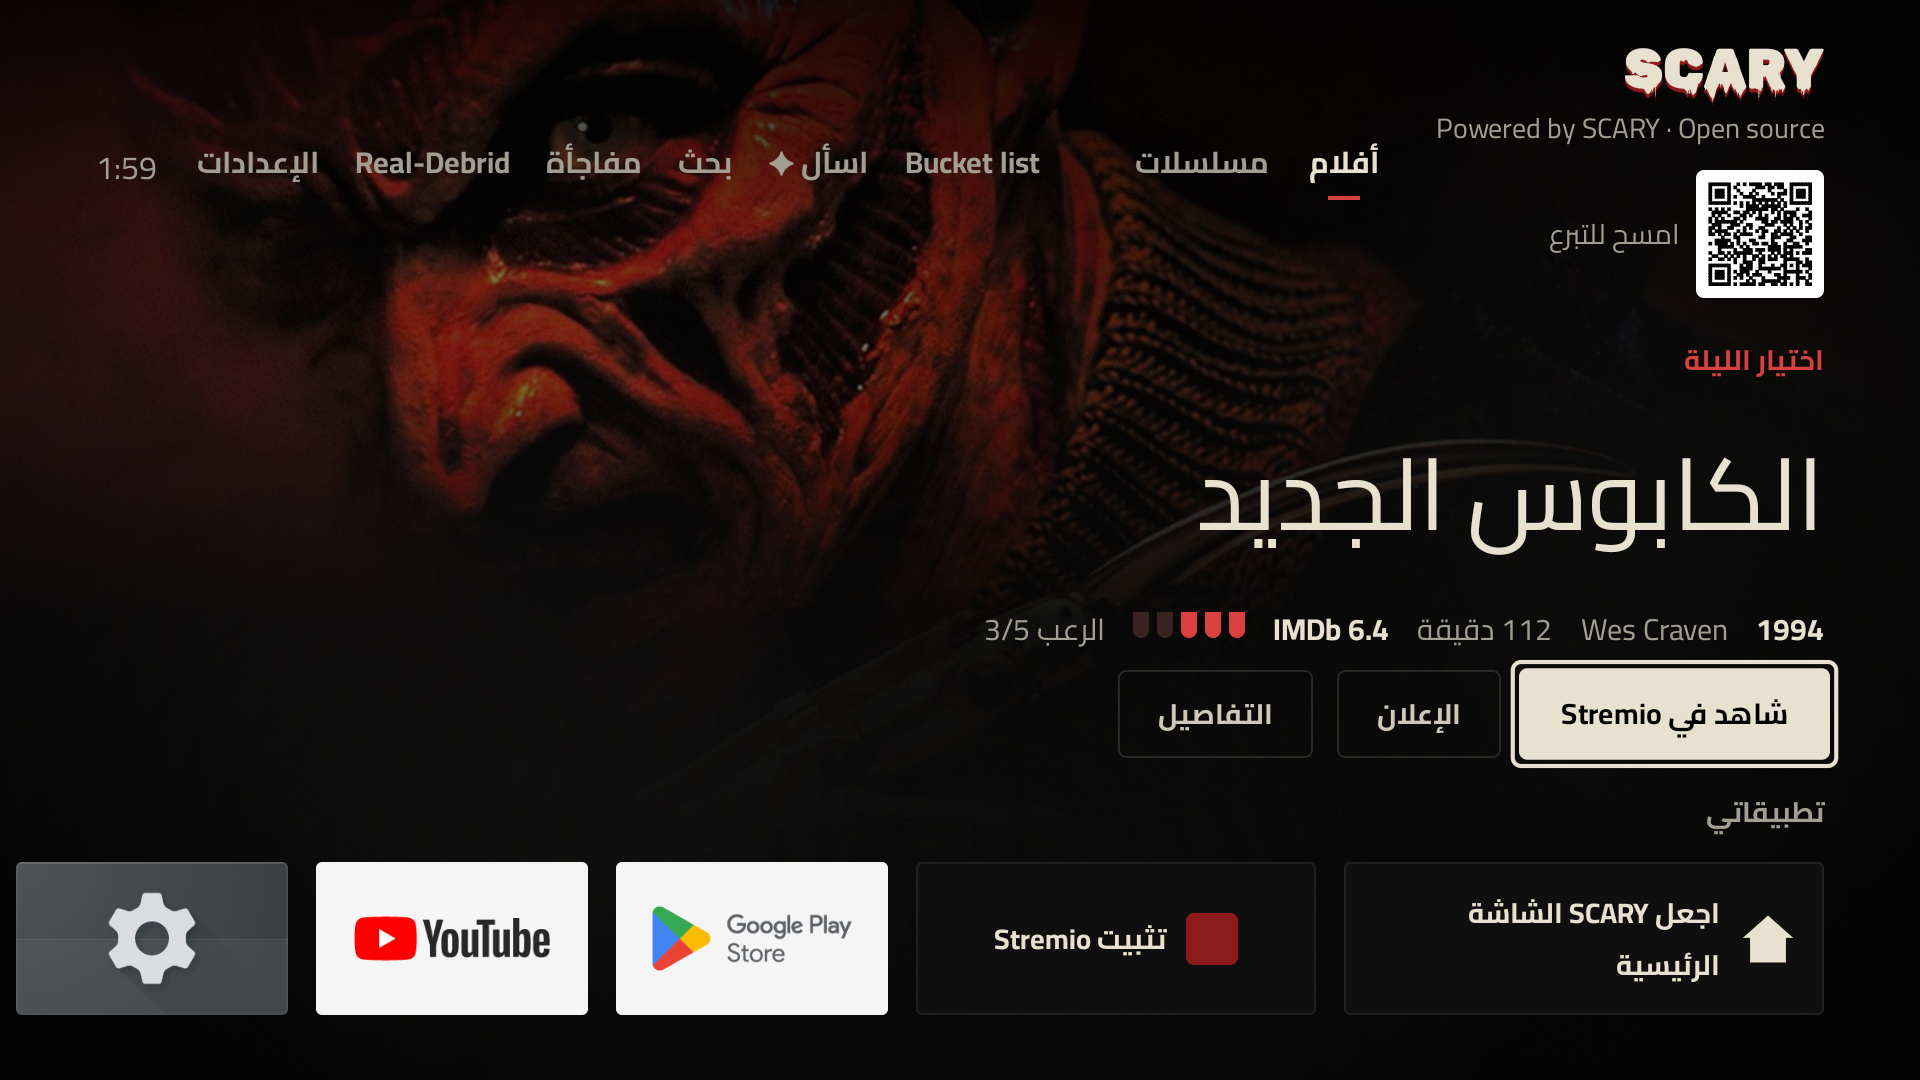 SCARY
Powered by SCARY · Open source
أفلام
مسلسلات
Bucket list
اسأل ✦
بحث
مفاجأة
Real-Debrid
الإعدادات
1:59
امسح للتبرع
اختيار الليلة
الكابوس الجديد
1994 Wes Craven 112 دقيقة IMDb 6.4 الرعب 3/5
شاهد في Stremio
الإعلان
التفاصيل
تطبيقاتي
اجعل SCARY الشاشة
الرئيسية
تثبيت Stremio
Google Play
Store
YouTube